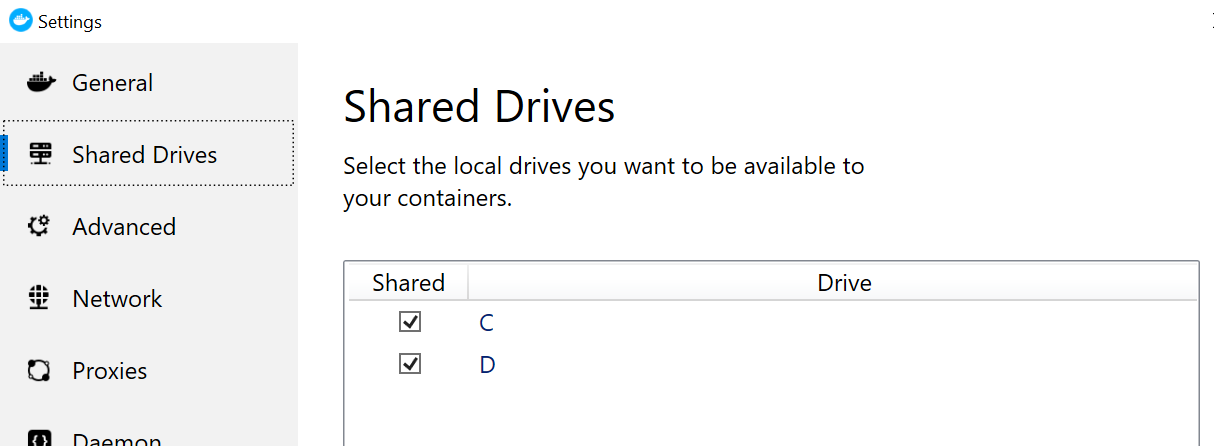 Settings
General
Shared Drives
Advanced
Network
Proxies
Daemon
Shared Drives
Select the local drives you want to be available to
your containers.
Shared Drive
C
D